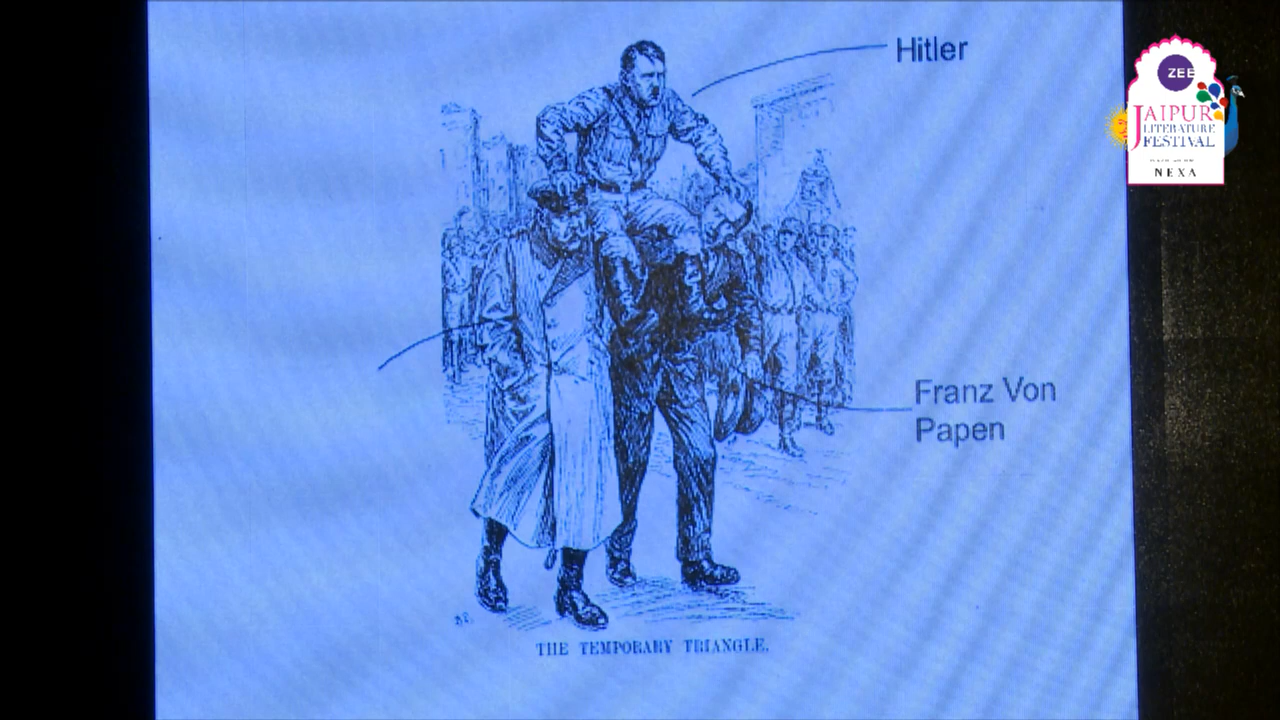 Hitler
ZEE
JAIPUR
LITERATURE
FESTIVAL
NEXA
Franz Von
Papen
THE TEMPORARY TRIANGLE.